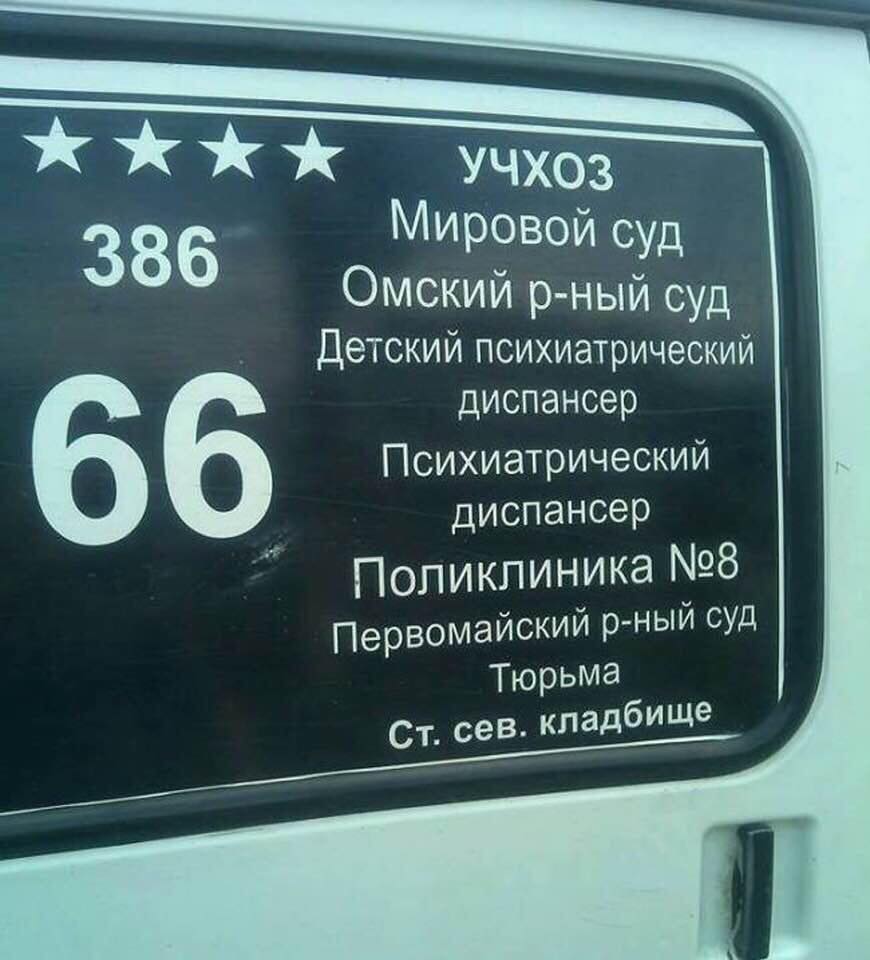 УЧХОЗ
386
Мировой суд
Омский р-ный суд
Детский психиатрический
диспансер
66
Психиатрический
диспансер
Поликлиника №8
Первомайский р-ный суд
Тюрьма
Ст. сев. кладбище